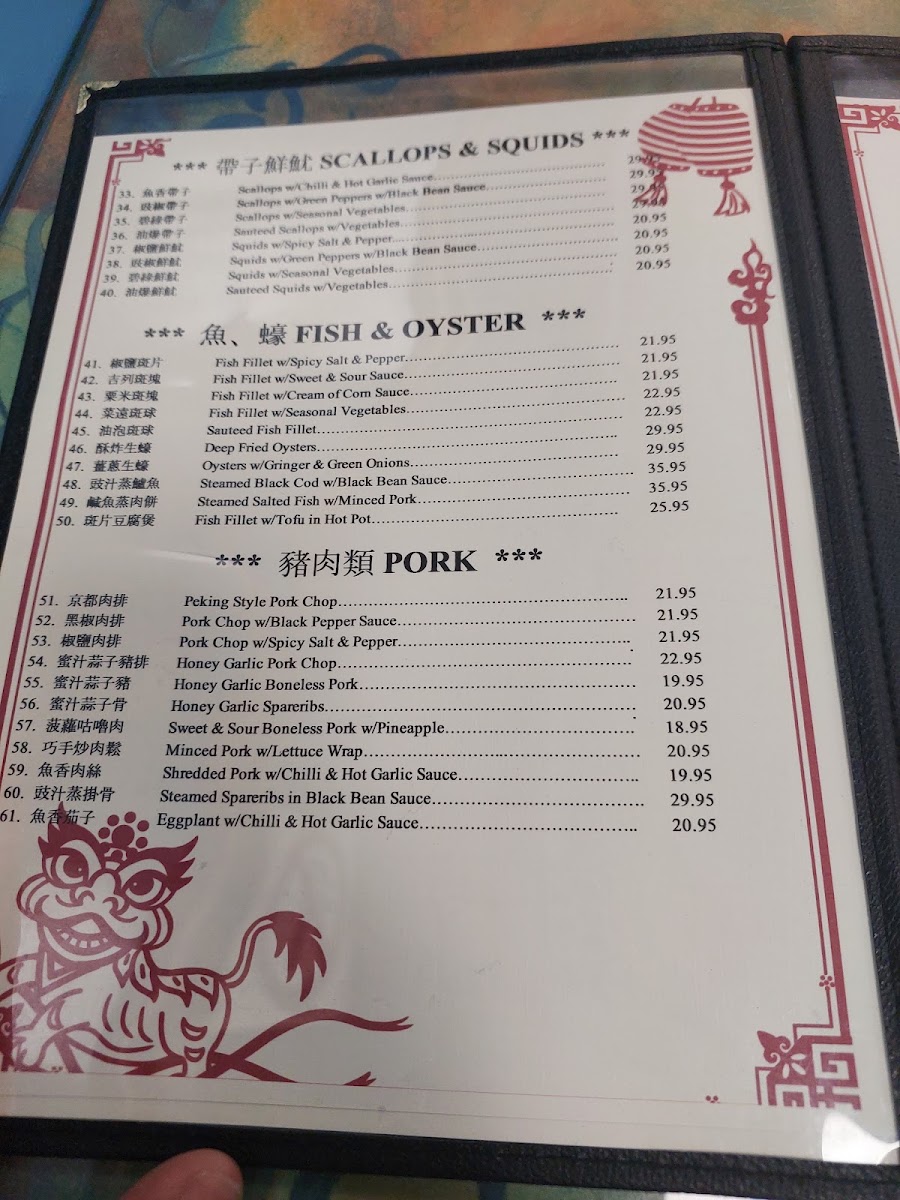 *** 帶子鮮魷 SCALLOPS & SQUIDS ***
33. 魚香帶子 Scallops w/Chilli & Hot Garlic Sauce 29.95
34. 豉椒帶子 Scallops w/Green Peppers w/Black Bean Sauce 29.95
35. 碧綠帶子 Scallops w/Seasonal Vegetables 29.95
36. 油爆帶子 Sauteed Scallops w/Vegetables 29.95
37. 椒鹽鮮魷 Squids w/Spicy Salt & Pepper 20.95
38. 豉椒鮮魷 Squids w/Green Peppers w/Black Bean Sauce 20.95
39. 碧綠鮮魷 Squids w/Seasonal Vegetables 20.95
40. 油爆鮮魷 Sauteed Squids w/Vegetables 20.95
*** 魚、蠔 FISH & OYSTER ***
41. 椒鹽斑片 Fish Fillet w/Spicy Salt & Pepper 21.95
42. 吉列斑塊 Fish Fillet w/Sweet & Sour Sauce 21.95
43. 粟米斑塊 Fish Fillet w/Cream of Corn Sauce 21.95
44. 菜遠斑球 Fish Fillet w/Seasonal Vegetables 22.95
45. 油泡斑球 Sauteed Fish Fillet 22.95
46. 酥炸生蠔 Deep Fried Oysters 29.95
47. 薑蔥生蠔 Oysters w/Gringer & Green Onions 29.95
48. 豉汁蒸鱸魚 Steamed Black Cod w/Black Bean Sauce 35.95
49. 鹹魚蒸肉餅 Steamed Salted Fish w/Minced Pork 35.95
50. 斑片豆腐煲 Fish Fillet w/Tofu in Hot Pot 25.95
*** 豬肉類 PORK ***
51. 京都肉排 Peking Style Pork Chop 21.95
52. 黑椒肉排 Pork Chop w/Black Pepper Sauce 21.95
53. 椒鹽肉排 Pork Chop w/Spicy Salt & Pepper 21.95
54. 蜜汁蒜子豬排 Honey Garlic Pork Chop 22.95
55. 蜜汁蒜子豬 Honey Garlic Boneless Pork 19.95
56. 蜜汁蒜子骨 Honey Garlic Spareribs 20.95
57. 菠蘿咕嚕肉 Sweet & Sour Boneless Pork w/Pineapple 18.95
58. 巧手炒肉鬆 Minced Pork w/Lettuce Wrap 20.95
59. 魚香肉絲 Shredded Pork w/Chilli & Hot Garlic Sauce 19.95
60. 豉汁蒸掛骨 Steamed Spareribs in Black Bean Sauce 29.95
61. 魚香茄子 Eggplant w/Chilli & Hot Garlic Sauce 20.95